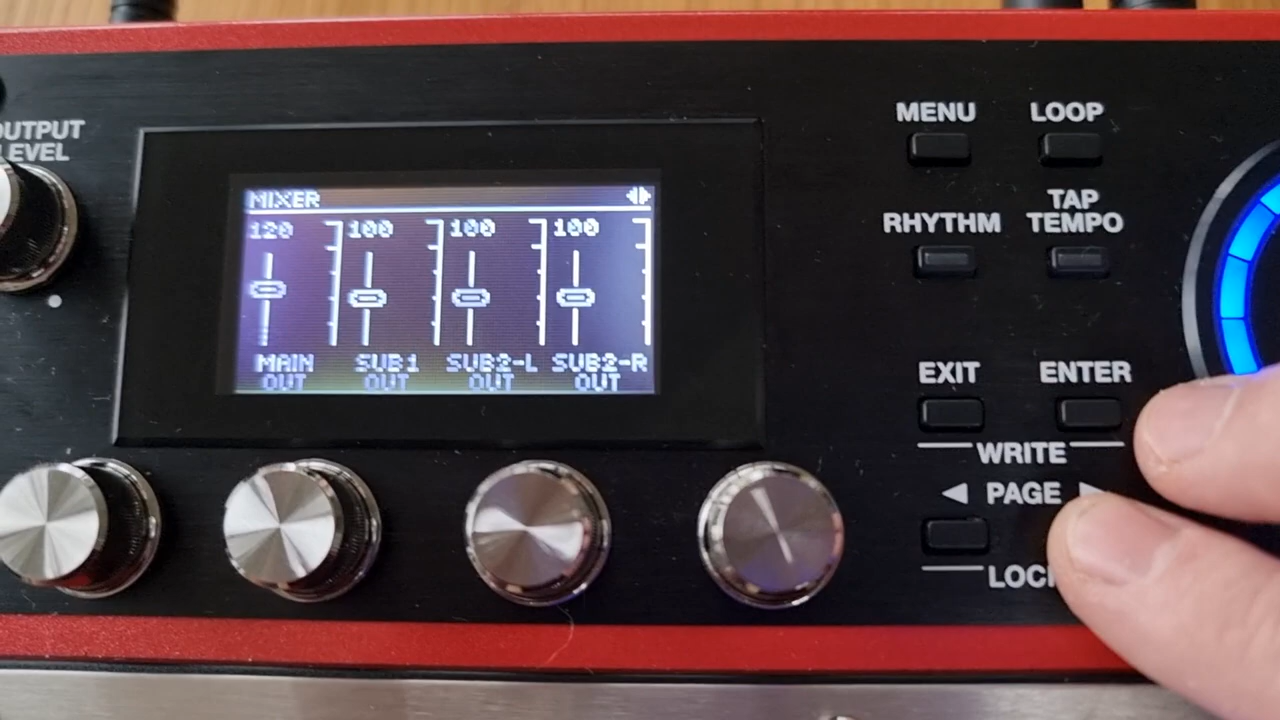 OUTPUT
LEVEL
MIXER
120 100 100 100
MAIN SUB1 SUB2-L SUB2-R
OUT OUT OUT OUT
MENU LOOP
RHYTHM TAP
TEMPO
EXIT ENTER
WRITE
PAGE